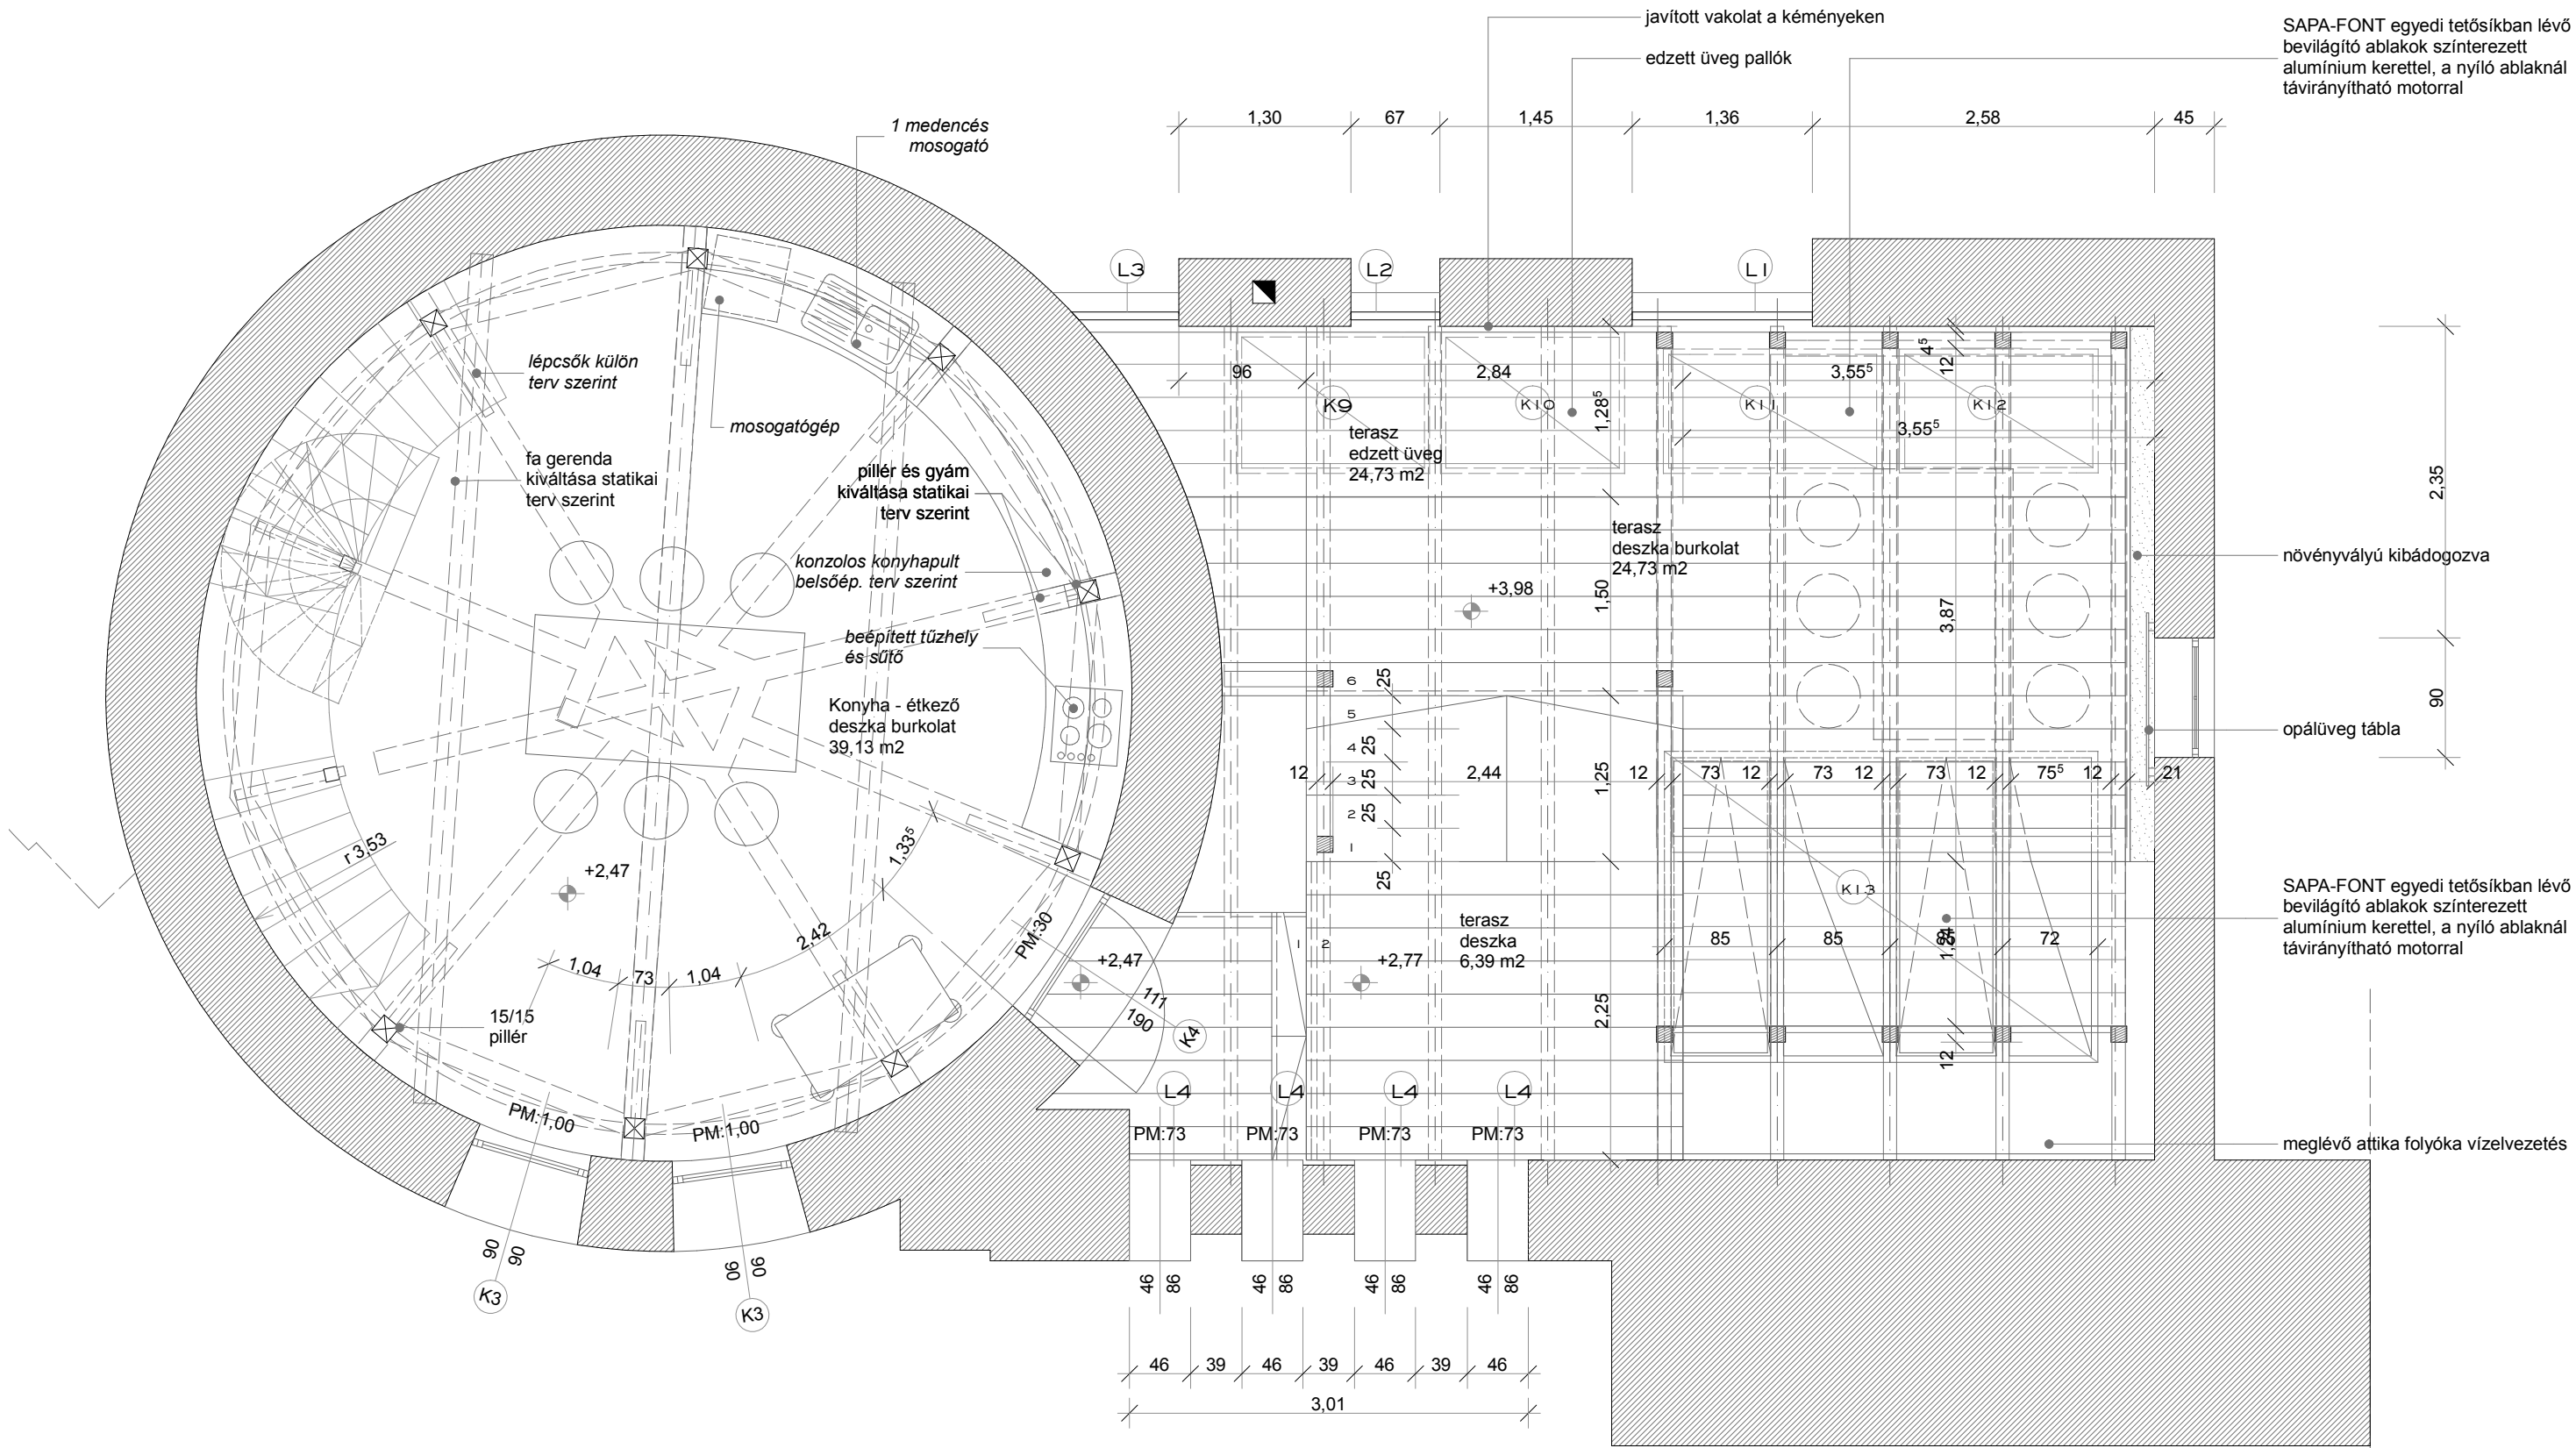 javított vakolat a kéményeken
edzett üveg pallók
SAPA-FONT egyedi tetősíkban lévő
bevilágító ablakok színterezett
alumínium kerettel, a nyíló ablaknál
távirányítható motorral
1,30 67 1,45 1,36 2,58 45
1 medencés
mosogató
L3 L2 L1
lépcsők külön
terv szerint
mosogatógép
fa gerenda
kiváltása statikai
terv szerint
pillér és gyám
kiváltása statikai
terv szerint
konzolos konyhapult
belsőép. terv szerint
beépített tűzhely
és sütő
Konyha - étkező
deszka burkolat
39,13 m2
r 3,53
+2,47
1,33⁵
2,42
1,04 73 1,04
15/15
pillér
PM:30
PM:1,00
PM:1,00
90
90
K3
90
90
K3
96 2,84 3,55⁵
4⁵
12
K9 K10 K11 K12
3,55⁵
1,28⁵
terasz
edzett üveg
24,73 m2
terasz
deszka burkolat
24,73 m2
+3,98
1,50
3,87
2,35
90
növényvályú kibádogozva
opálüveg tábla
6 25
5
4 25
3 25
2 25
1
25
12 2,44 1,25 12 73 12 73 12 73 12 75⁵ 12 21
K13
SAPA-FONT egyedi tetősíkban lévő
bevilágító ablakok színterezett
alumínium kerettel, a nyíló ablaknál
távirányítható motorral
terasz
deszka
6,39 m2
1 2
+2,47
+2,77
85 85 85 72
2,25
12
111
190
K4
L4 L4 L4 L4
PM:73 PM:73 PM:73 PM:73
meglévő attika folyóka vízelvezetés
46 86 46 86 46 86 46 86
46 39 46 39 46 39 46
3,01